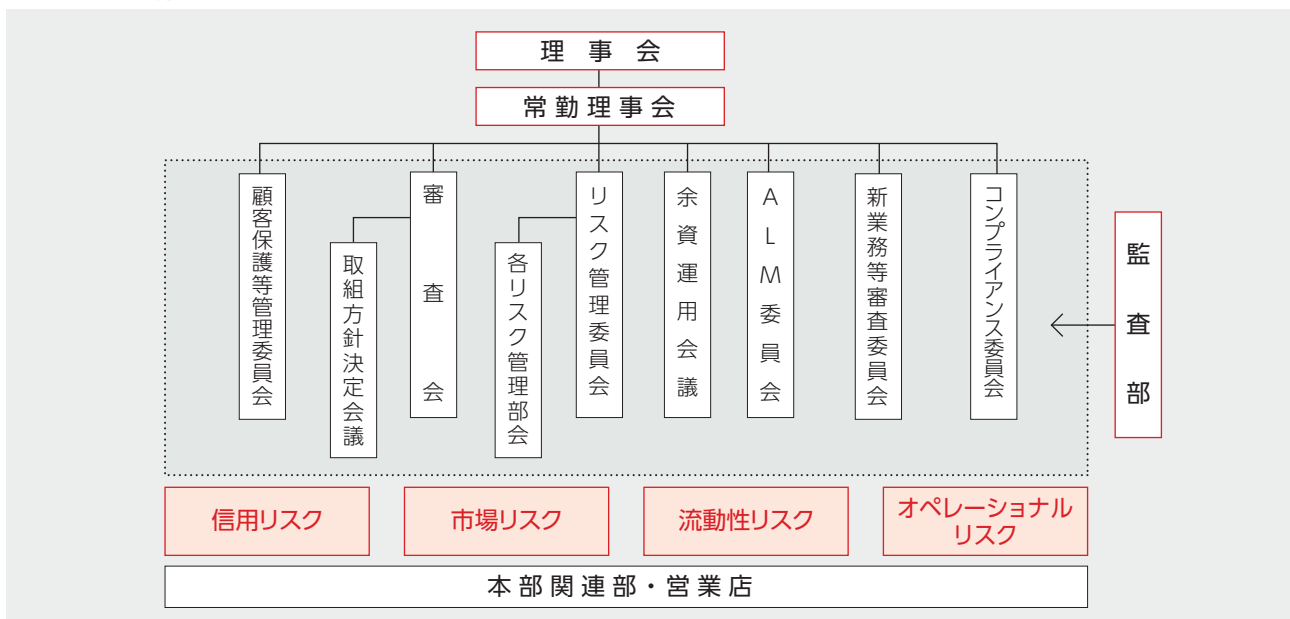 理事会
常勤理事会
顧客保護等管理委員会
取組方針決定会議
審査会
各リスク管理部会
リスク管理委員会
余資運用会議
ALM委員会
新業務等審査委員会
コンプライアンス委員会
監査部
信用リスク
市場リスク
流動性リスク
オペレーショナル
リスク
本部関連部・営業店